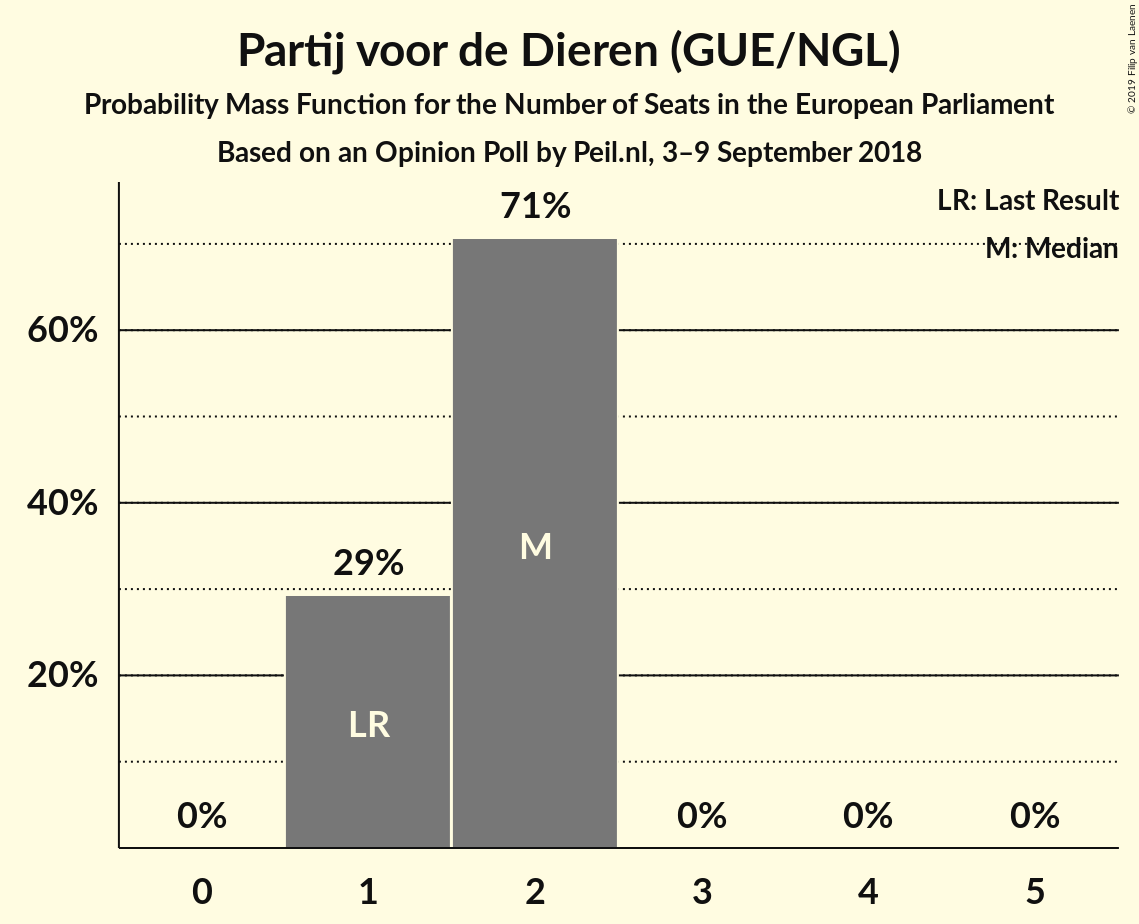 Partij voor de Dieren (GUE/NGL)
Probability Mass Function for the Number of Seats in the European Parliament
Based on an Opinion Poll by Peil.nl, 3–9 September 2018
© 2019 Filip van Laenen
LR: Last Result
M: Median
71%
60%
40%
M
29%
20%
LR
0%
0%
0%
0%
0
1
2
3
4
5